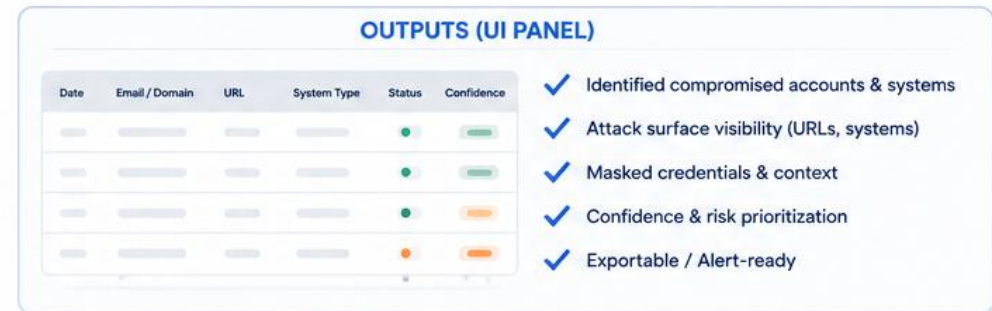 OUTPUTS (UI PANEL)
Date Email / Domain URL System Type Status Confidence
Identified compromised accounts & systems
Attack surface visibility (URLs, systems)
Masked credentials & context
Confidence & risk prioritization
Exportable / Alert-ready